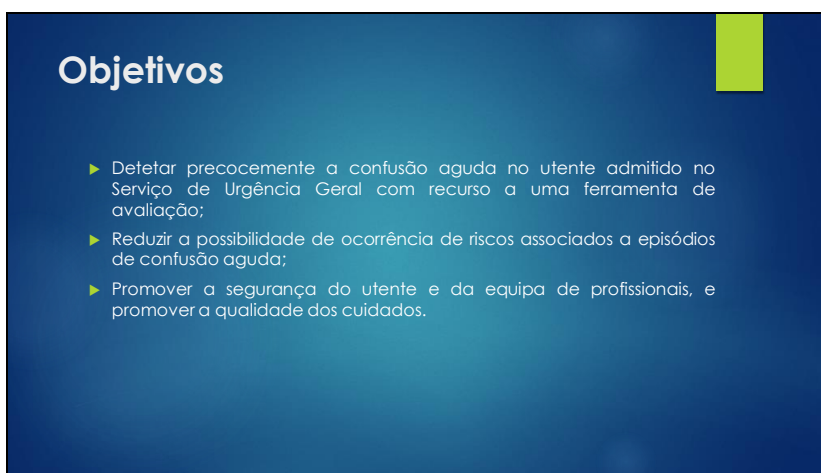 Objetivos
Detetar precocemente a confusão aguda no utente admitido no
Serviço de Urgência Geral com recurso a uma ferramenta de
avaliação;
Reduzir a possibilidade de ocorrência de riscos associados a episódios
de confusão aguda;
Promover a segurança do utente e da equipa de profissionais, e
promover a qualidade dos cuidados.